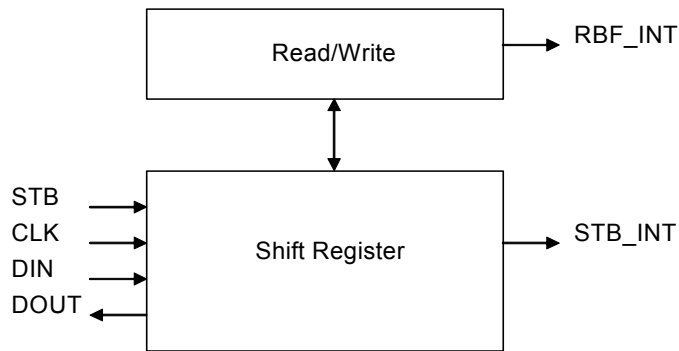 RBF_INT
Read/Write
STB
CLK
DIN
DOUT
Shift Register
STB_INT